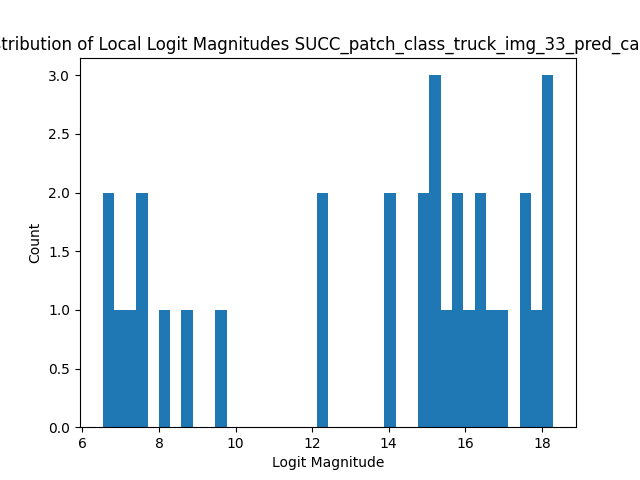 tribution of Local Logit Magnitudes SUCC_patch_class_truck_img_33_pred_ca
3.0
2.5
2.0
1.5
1.0
0.5
0.0
Count
6 8 10 12 14 16 18
Logit Magnitude